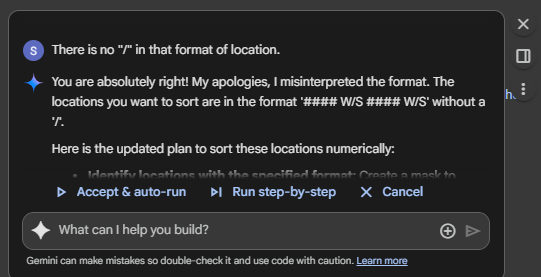 S There is no "/" in that format of location.
You are absolutely right! My apologies, I misinterpreted the format. The
locations you want to sort are in the format '#### W/S #### W/S' without a
'/'.
Here is the updated plan to sort these locations numerically:
• Identify locations with the specified format: Create a mask to
Accept & auto-run Run step-by-step Cancel
What can I help you build?
Gemini can make mistakes so double-check it and use code with caution. Learn more